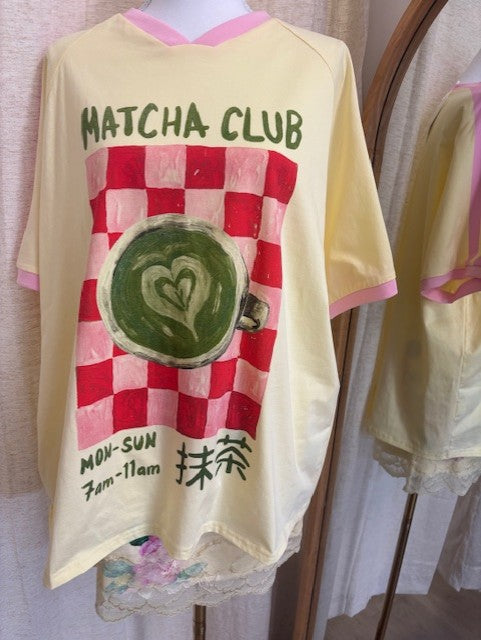 MATCHA CLUB
MON-SUN
7am-11am
抹茶